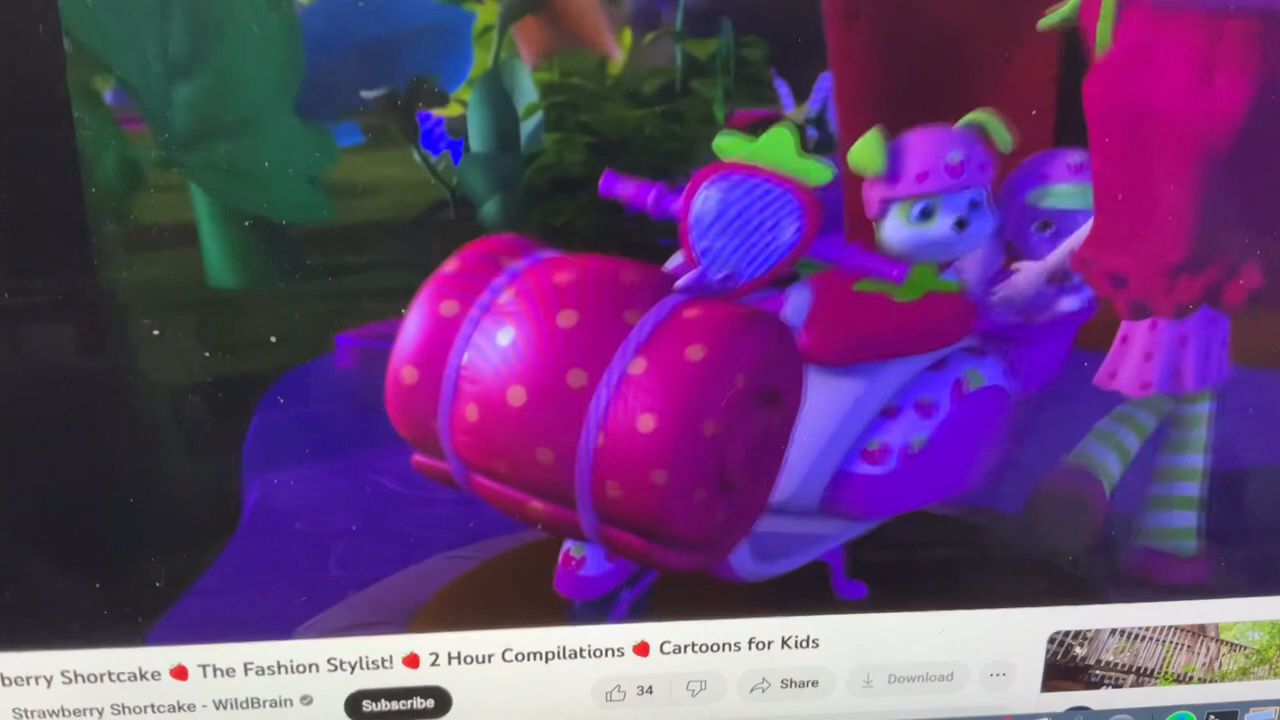 berry Shortcake 🍓 The Fashion Stylist! 🍓 2 Hour Compilations 🍓 Cartoons for Kids
Strawberry Shortcake - WildBrain
Subscribe
34
Share
Download